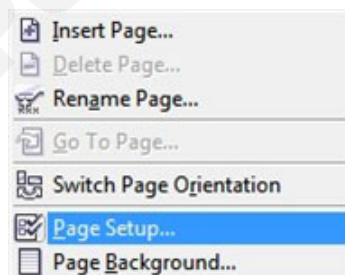 Insert Page...
Delete Page...
Rename Page...
Go To Page...
Switch Page Orientation
Page Setup...
Page Background...